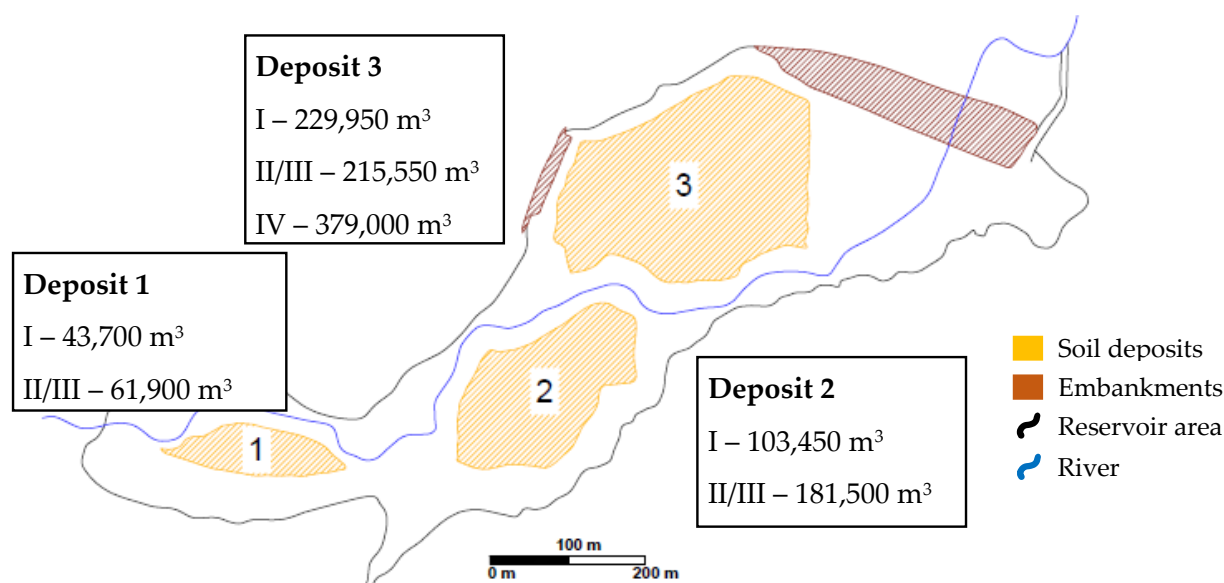 Deposit 3
I – 229,950 m³
II/III – 215,550 m³
IV – 379,000 m³
Deposit 1
I – 43,700 m³
II/III – 61,900 m³
3
2
1
Deposit 2
I – 103,450 m³
II/III – 181,500 m³
Soil deposits
Embankments
Reservoir area
River
100 m
0 m 200 m